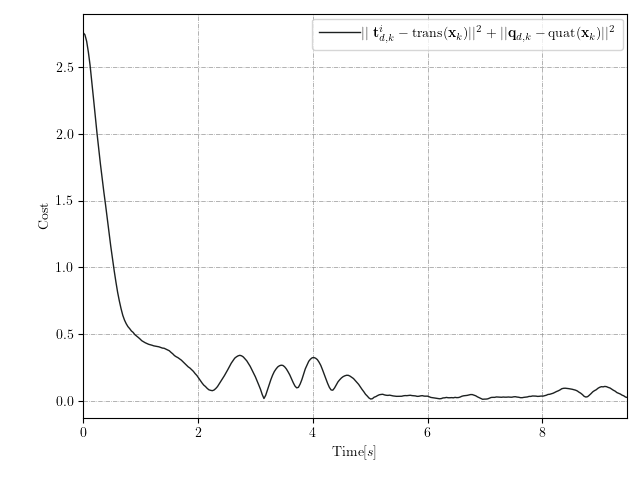 || t^i_{d,k} − trans(x_k)||² + ||q_{d,k} − quat(x_k)||²
Cost
2.5
2.0
1.5
1.0
0.5
0.0
0 2 4 6 8
Time[s]